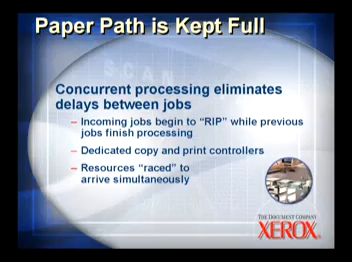 Paper Path is Kept Full
SCAN
Concurrent processing eliminates
delays between jobs
– Incoming jobs begin to “RIP” while previous
jobs finish processing
– Dedicated copy and print controllers
– Resources “raced” to
arrive simultaneously
THE DOCUMENT COMPANY
XEROX